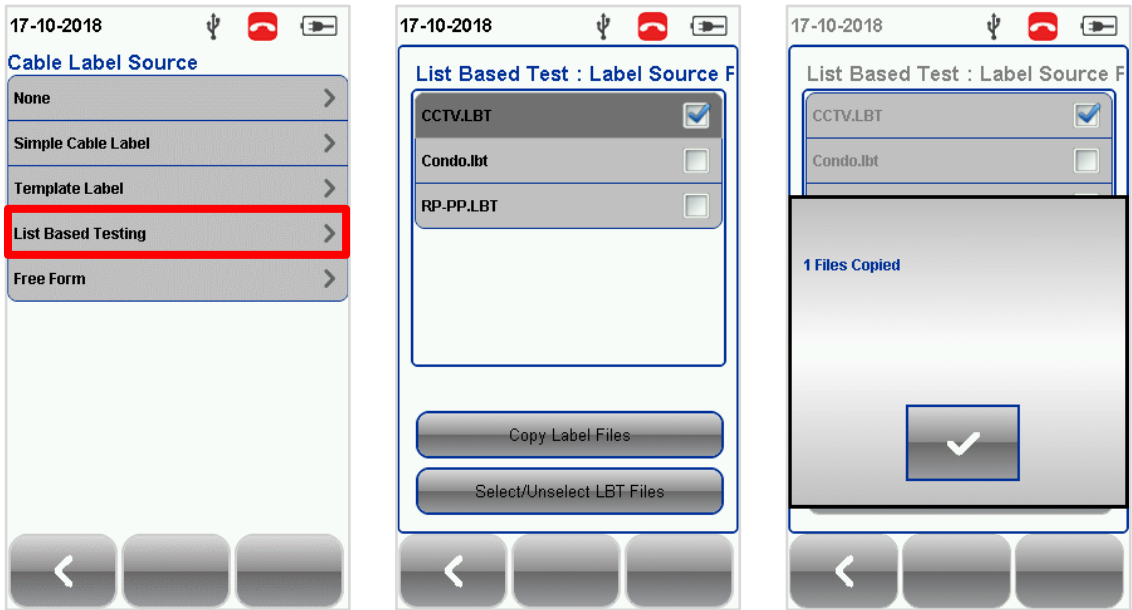 17-10-2018
Cable Label Source
None
Simple Cable Label
Template Label
List Based Testing
Free Form
17-10-2018
List Based Test : Label Source F
CCTV.LBT
Condo.lbt
RP-PP.LBT
Copy Label Files
Select/Unselect LBT Files
17-10-2018
List Based Test : Label Source F
CCTV.LBT
Condo.lbt
1 Files Copied